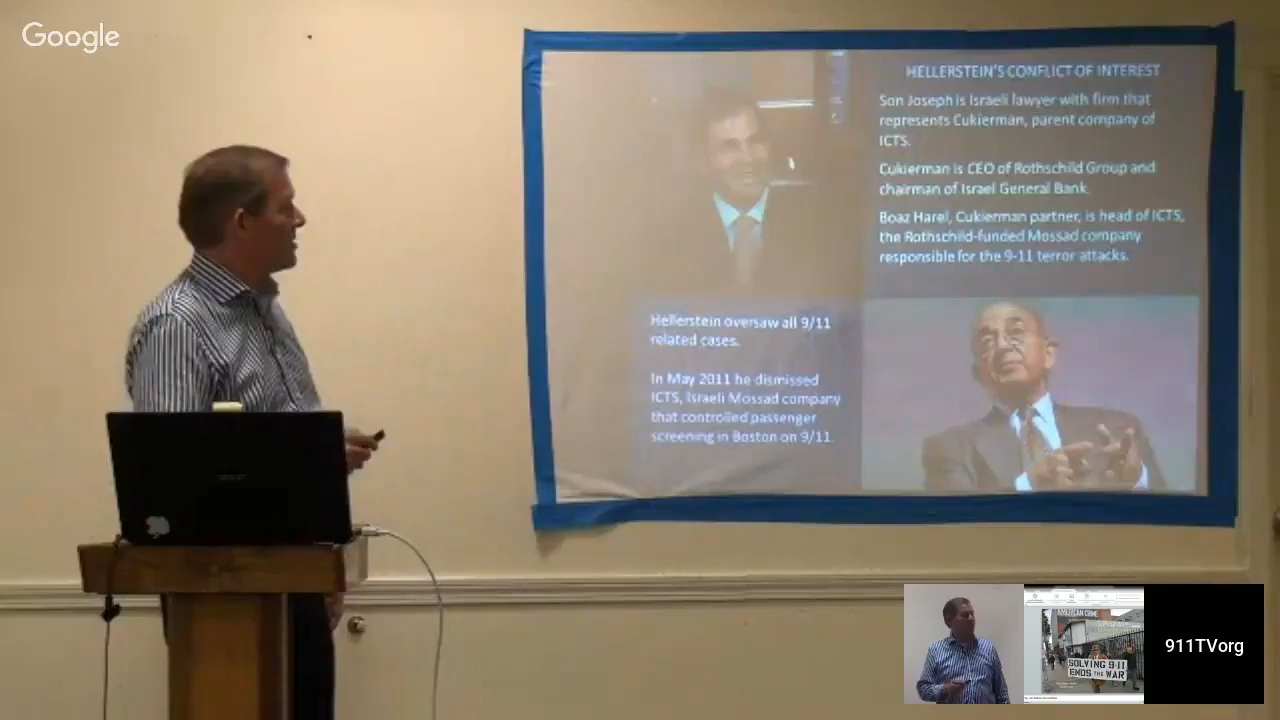 Google
HELLERSTEIN'S CONFLICT OF INTEREST
Son Joseph is Israeli lawyer with firm that
represents Cukierman, parent company of
ICTS.
Cukierman is CEO of Rothschild Group and
chairman of Israel General Bank.
Boaz Harel, Cukierman partner, is head of ICTS,
the Rothschild-funded Mossad company
responsible for the 9-11 terror attacks.
Hellerstein oversaw all 9/11
related cases.
In May 2011 he dismissed
ICTS, Israeli Mossad company
that controlled passenger
screening in Boston on 9/11.
AMERICAN CRIME
SOLVING 9-11
ENDS THE WAR
911TVorg